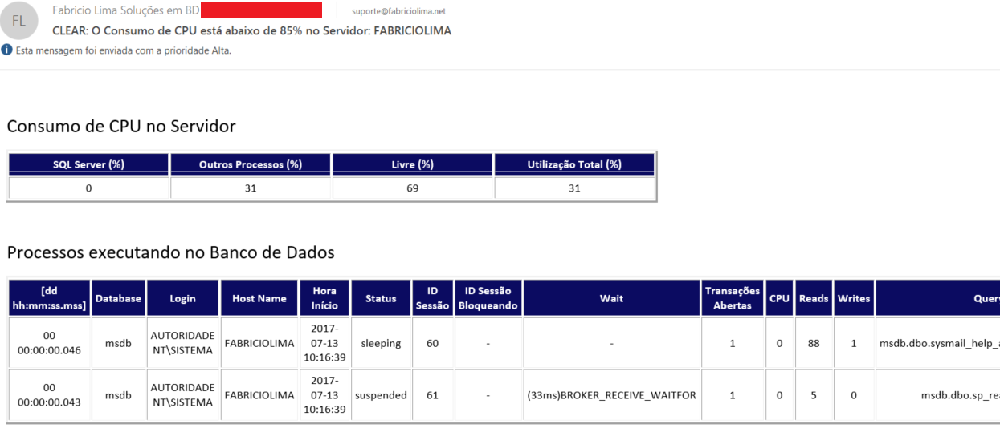 FL
Fabricio Lima Soluções em BD
suporte@fabriciolima.net
CLEAR: O Consumo de CPU está abaixo de 85% no Servidor: FABRICIOLIMA
Esta mensagem foi enviada com a prioridade Alta.
Consumo de CPU no Servidor
SQL Server (%) Outros Processos (%) Livre (%) Utilização Total (%)
0 31 69 31
Processos executando no Banco de Dados
[dd hh:mm:ss.mss] Database Login Host Name Hora Início Status ID Sessão ID Sessão Bloqueando Wait Transações Abertas CPU Reads Writes
00 00:00:00.046 msdb AUTORIDADE NT\SISTEMA FABRICIOLIMA 2017-07-13 10:16:39 sleeping 60 - - 1 0 88 1 msdb.dbo.sysmail_help_
00 00:00:00.043 msdb AUTORIDADE NT\SISTEMA FABRICIOLIMA 2017-07-13 10:16:39 suspended 61 - (33ms)BROKER_RECEIVE_WAITFOR 1 0 5 0 msdb.dbo.sp_re